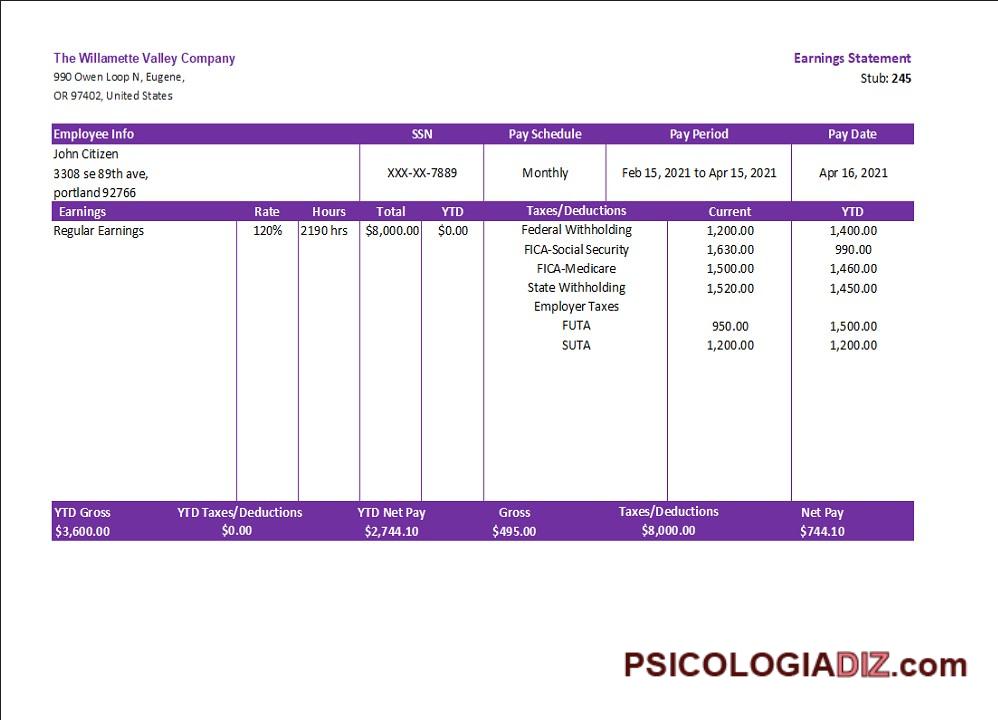 The Willamette Valley Company
Earnings Statement
990 Owen Loop N, Eugene,
Stub: 245
OR 97402, United States
Employee Info SSN Pay Schedule Pay Period Pay Date
John Citizen
3308 se 89th ave,
XXX-XX-7889 Monthly Feb 15, 2021 to Apr 15, 2021 Apr 16, 2021
portland 92766
Earnings Rate Hours Total YTD Taxes/Deductions Current YTD
Regular Earnings 120% 2190 hrs $8,000.00 $0.00 Federal Withholding 1,200.00 1,400.00
FICA-Social Security 1,630.00 990.00
FICA-Medicare 1,500.00 1,460.00
State Withholding 1,520.00 1,450.00
Employer Taxes
FUTA 950.00 1,500.00
SUTA 1,200.00 1,200.00
YTD Gross YTD Taxes/Deductions YTD Net Pay Gross Taxes/Deductions Net Pay
$3,600.00 $0.00 $2,744.10 $495.00 $8,000.00 $744.10
PSICOLOGIADIZ.com